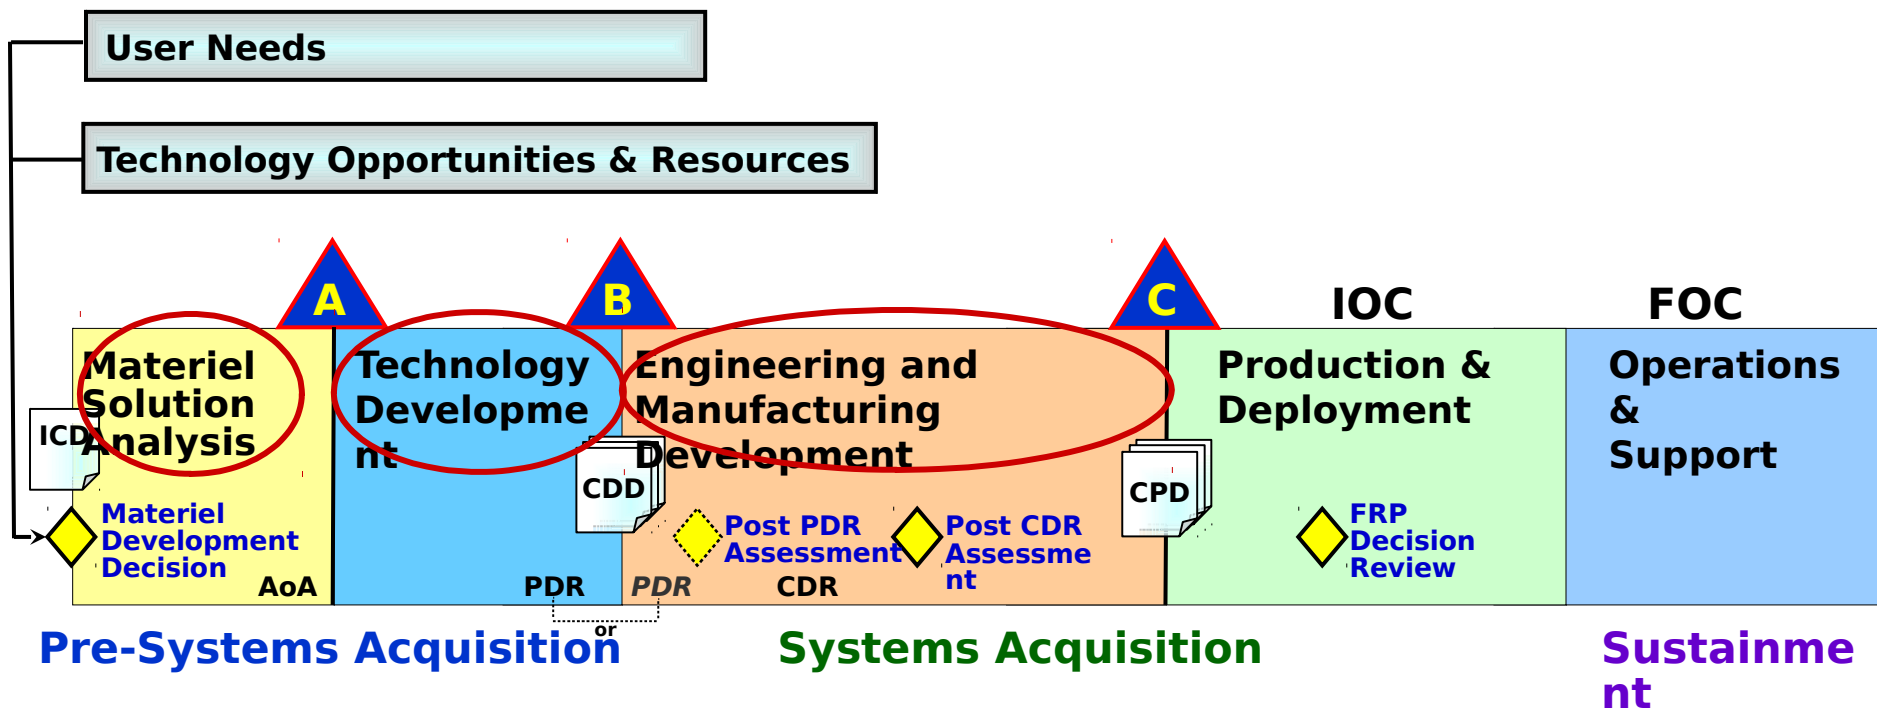 User Needs
Technology Opportunities & Resources
A
B
C
IOC
FOC
Materiel
Solution
Analysis
Technology
Developme
nt
Engineering and
Manufacturing
Development
Production &
Deployment
Operations
&
Support
ICD
CDD
CPD
Materiel
Development
Decision
Post PDR
Assessment
Post CDR
Assessme
nt
FRP
Decision
Review
AoA
PDR
PDR
CDR
or
Pre-Systems Acquisition
Systems Acquisition
Sustainme
nt